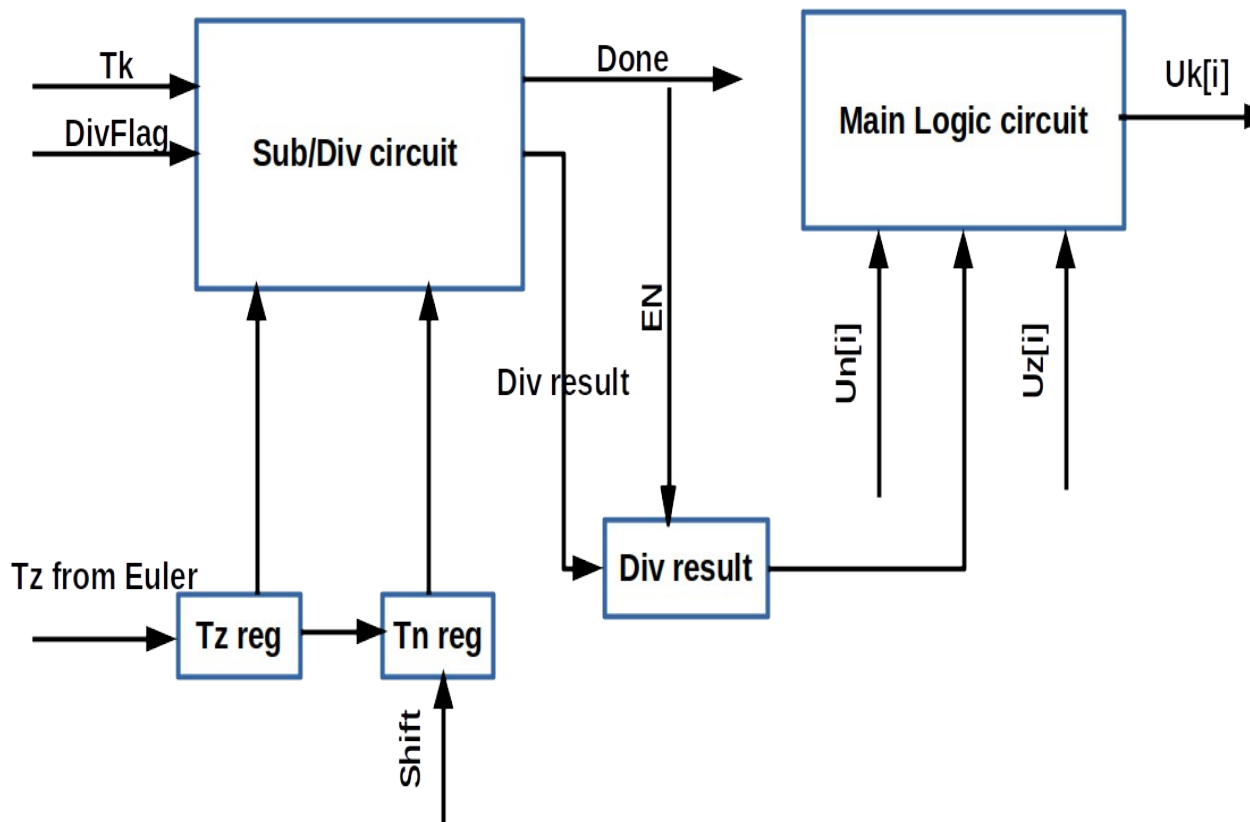 Tk
DivFlag
Sub/Div circuit
Done
Main Logic circuit
Uk[i]
EN
Un[i]
Uz[i]
Div result
Div result
Tz from Euler
Tz reg
Tn reg
Shift